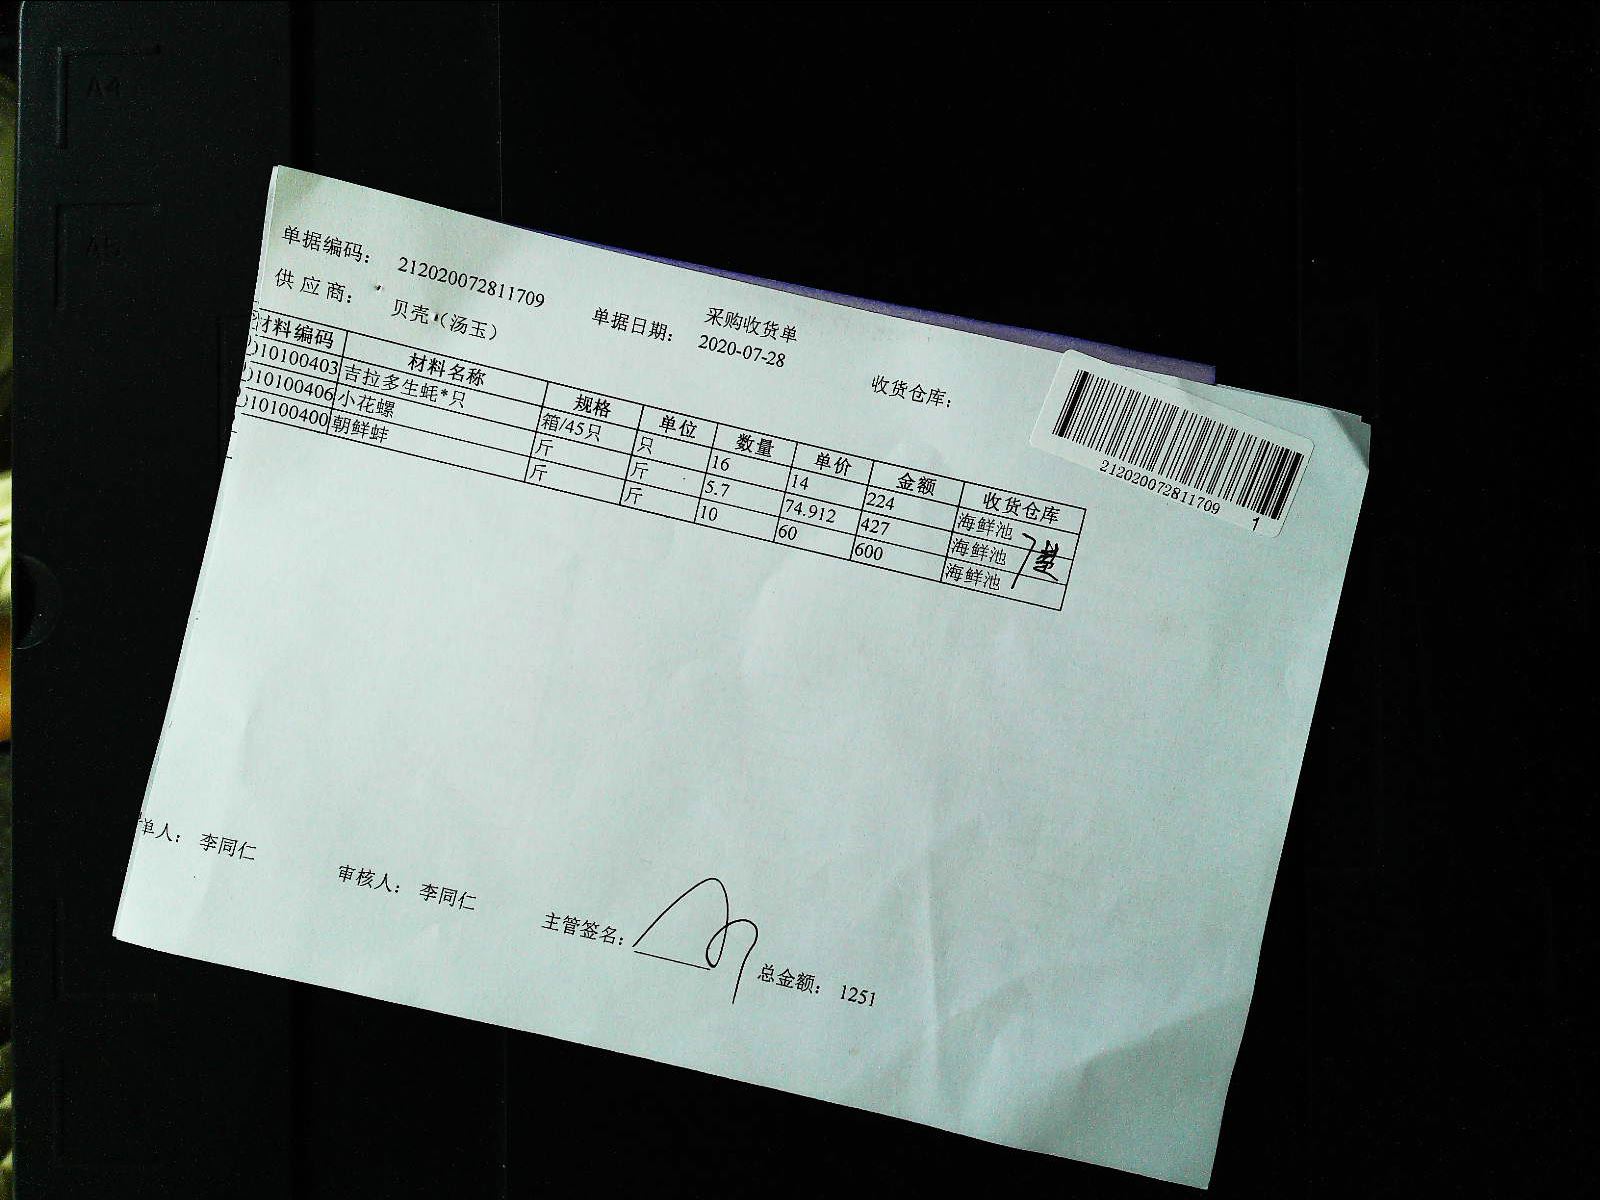 采购收货单
单据编码： 212020072811709 单据日期： 2020-07-28 收货仓库：
供 应 商： 贝壳（汤玉）
212020072811709
1
材料编码 材料名称 规格 单位 数量 单价 金额 收货仓库
10100403 吉拉多生蚝*只 箱/45只 只 16 14 224 海鲜池
10100406 小花螺 斤 斤 5.7 74.912 427 海鲜池
10100400 朝鲜蚌 斤 斤 10 60 600 海鲜池
单人： 李同仁 审核人： 李同仁 主管签名： 总金额： 1251